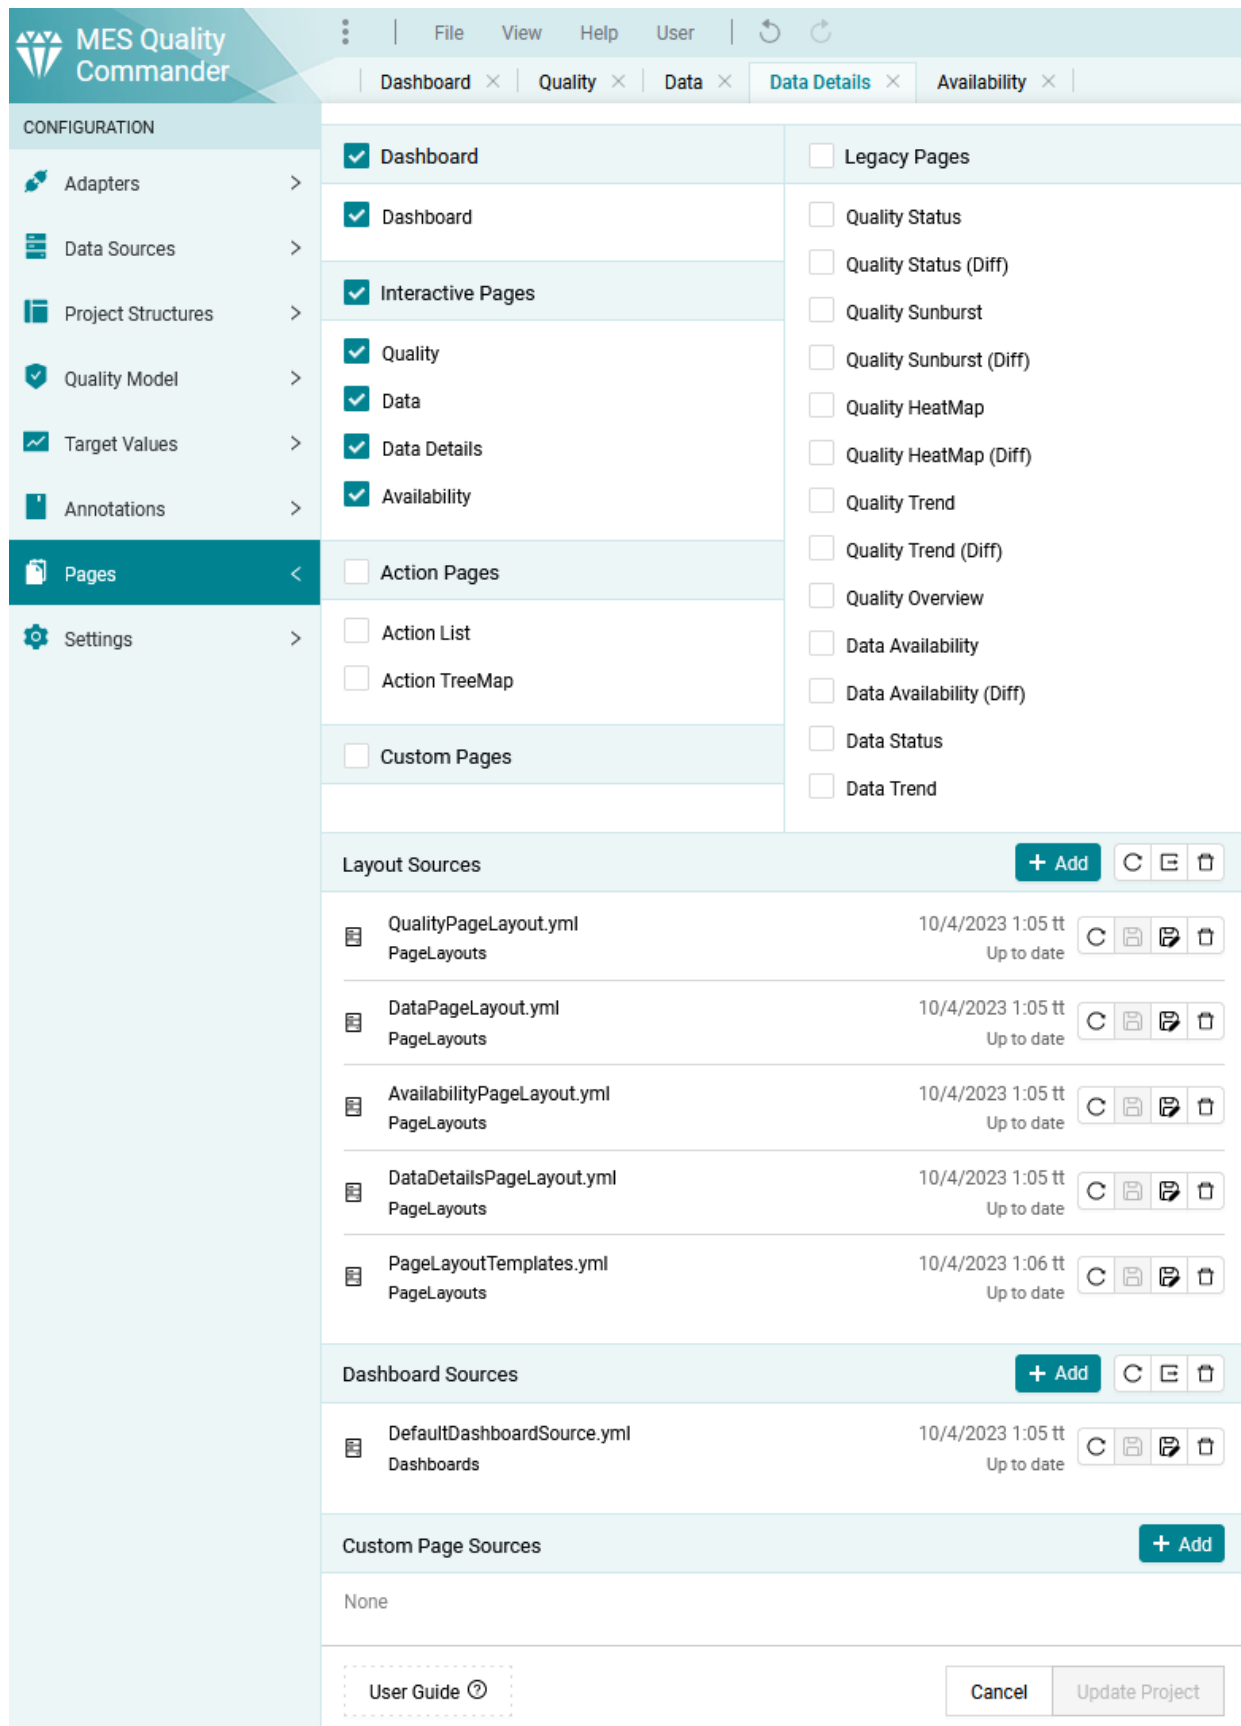 MES Quality
Commander
File View Help User
Dashboard Quality Data Data Details Availability
CONFIGURATION
Adapters
Data Sources
Project Structures
Quality Model
Target Values
Annotations
Pages
Settings
Dashboard
Dashboard
Interactive Pages
Quality
Data
Data Details
Availability
Action Pages
Action List
Action TreeMap
Custom Pages
Legacy Pages
Quality Status
Quality Status (Diff)
Quality Sunburst
Quality Sunburst (Diff)
Quality HeatMap
Quality HeatMap (Diff)
Quality Trend
Quality Trend (Diff)
Quality Overview
Data Availability
Data Availability (Diff)
Data Status
Data Trend
Layout Sources + Add
QualityPageLayout.yml 10/4/2023 1:05 tt
PageLayouts Up to date
DataPageLayout.yml 10/4/2023 1:05 tt
PageLayouts Up to date
AvailabilityPageLayout.yml 10/4/2023 1:05 tt
PageLayouts Up to date
DataDetailsPageLayout.yml 10/4/2023 1:05 tt
PageLayouts Up to date
PageLayoutTemplates.yml 10/4/2023 1:06 tt
PageLayouts Up to date
Dashboard Sources + Add
DefaultDashboardSource.yml 10/4/2023 1:05 tt
Dashboards Up to date
Custom Page Sources + Add
None
User Guide Cancel Update Project